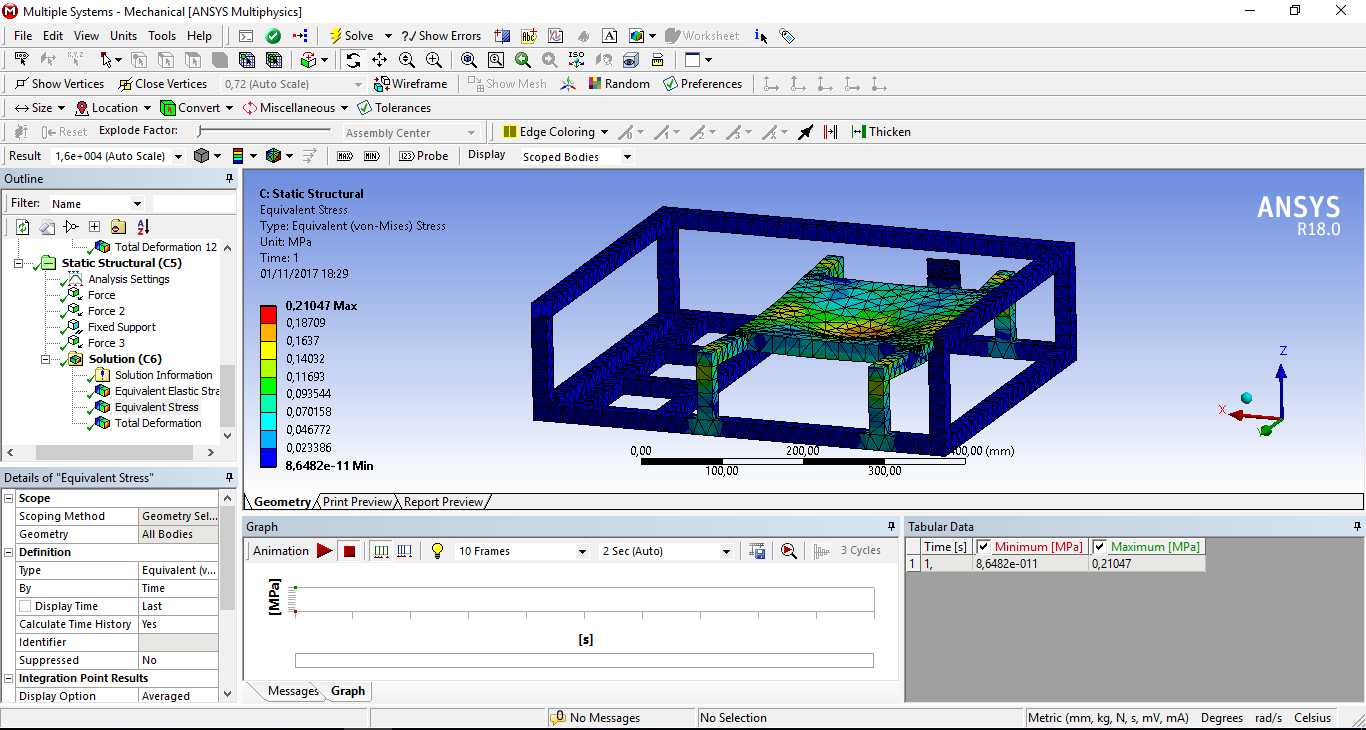 Multiple Systems - Mechanical [ANSYS Multiphysics]
File Edit View Units Tools Help Solve ?/ Show Errors Worksheet
Show Vertices Close Vertices 0,72 (Auto Scale) Wireframe Show Mesh Random Preferences
Size Location Convert Miscellaneous Tolerances
Reset Explode Factor: Assembly Center Edge Coloring Thicken
Result 1,6e+004 (Auto Scale) MAX MIN Probe Display Scoped Bodies
Outline
Filter: Name
Total Deformation 12
Static Structural (C5)
Analysis Settings
Force
Force 2
Fixed Support
Force 3
Solution (C6)
Solution Information
Equivalent Elastic Stra
Equivalent Stress
Total Deformation
Details of "Equivalent Stress"
Scope
Scoping Method Geometry Sel...
Geometry All Bodies
Definition
Type Equivalent (v...
By Time
Display Time Last
Calculate Time History Yes
Identifier
Suppressed No
Integration Point Results
Display Option Averaged
C: Static Structural
Equivalent Stress
Type: Equivalent (von-Mises) Stress
Unit: MPa
Time: 1
01/11/2017 18:29
0,21047 Max
0,18709
0,1637
0,14032
0,11693
0,093544
0,070158
0,046772
0,023386
8,6482e-11 Min
ANSYS
R18.0
Z
X
Y
0,00 200,00 400,00 (mm)
100,00 300,00
Geometry Print Preview Report Preview
Graph
Animation 10 Frames 2 Sec (Auto) 3 Cycles
[MPa]
[s]
Messages Graph
Tabular Data
Time [s] Minimum [MPa] Maximum [MPa]
1 1, 8,6482e-011 0,21047
0 No Messages No Selection Metric (mm, kg, N, s, mV, mA) Degrees rad/s Celsius